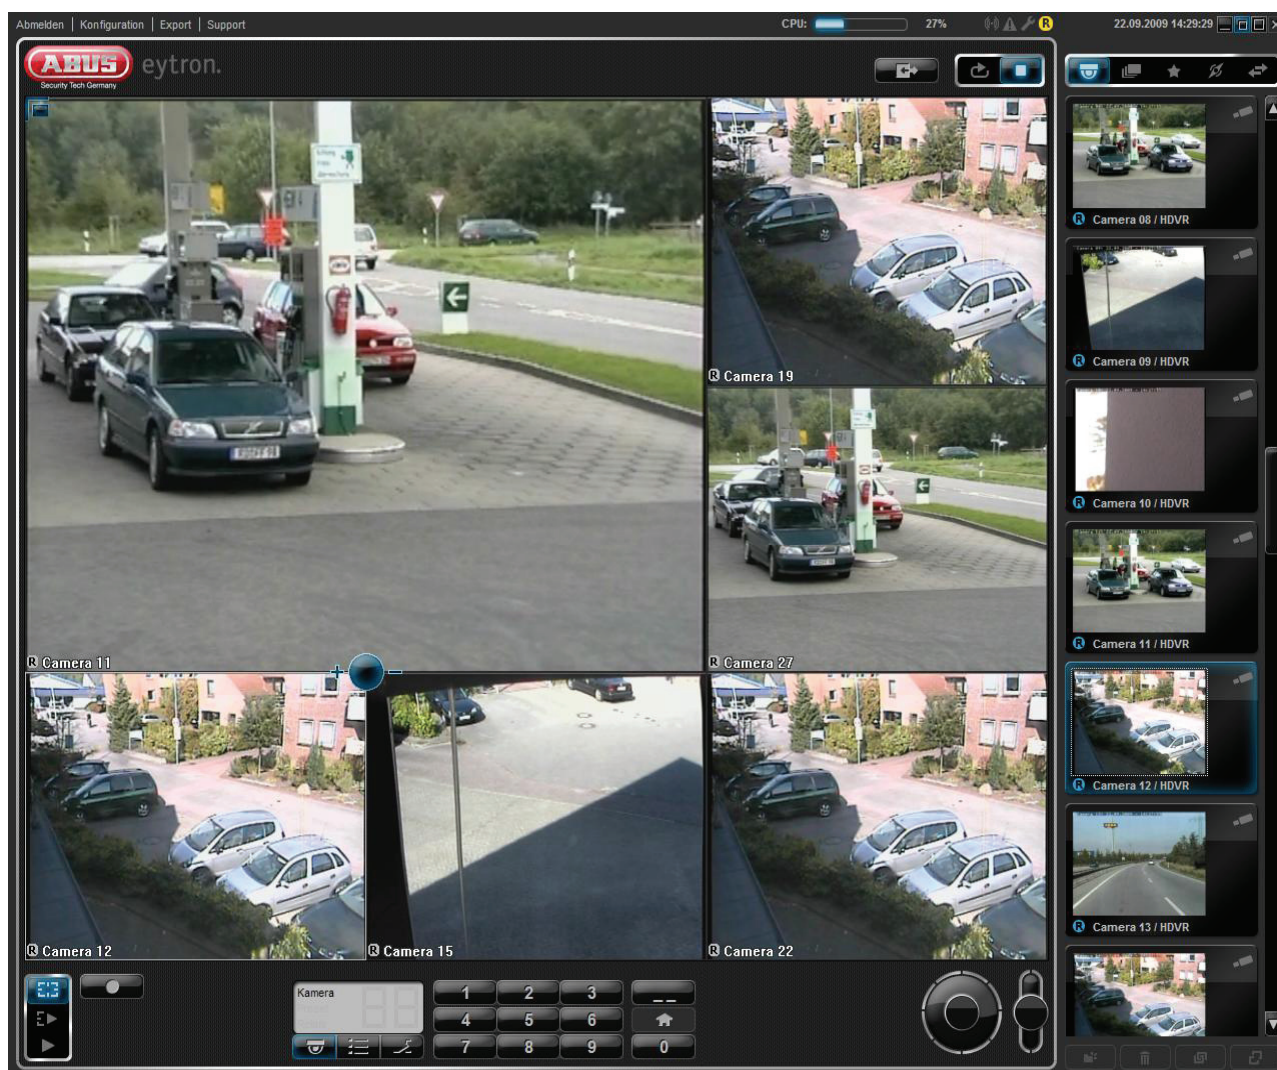 Abmelden | Konfiguration | Export | Support
CPU: 27%
R
22.09.2009 14:29:29
ABUS eytron.
Security Tech Germany
R Camera 11
R Camera 19
R Camera 27
R Camera 12
R Camera 15
R Camera 22
R Camera 08 / HDVR
R Camera 09 / HDVR
R Camera 10 / HDVR
R Camera 11 / HDVR
R Camera 12 / HDVR
R Camera 13 / HDVR
Kamera
1 2 3 _ _
4 5 6
7 8 9 0